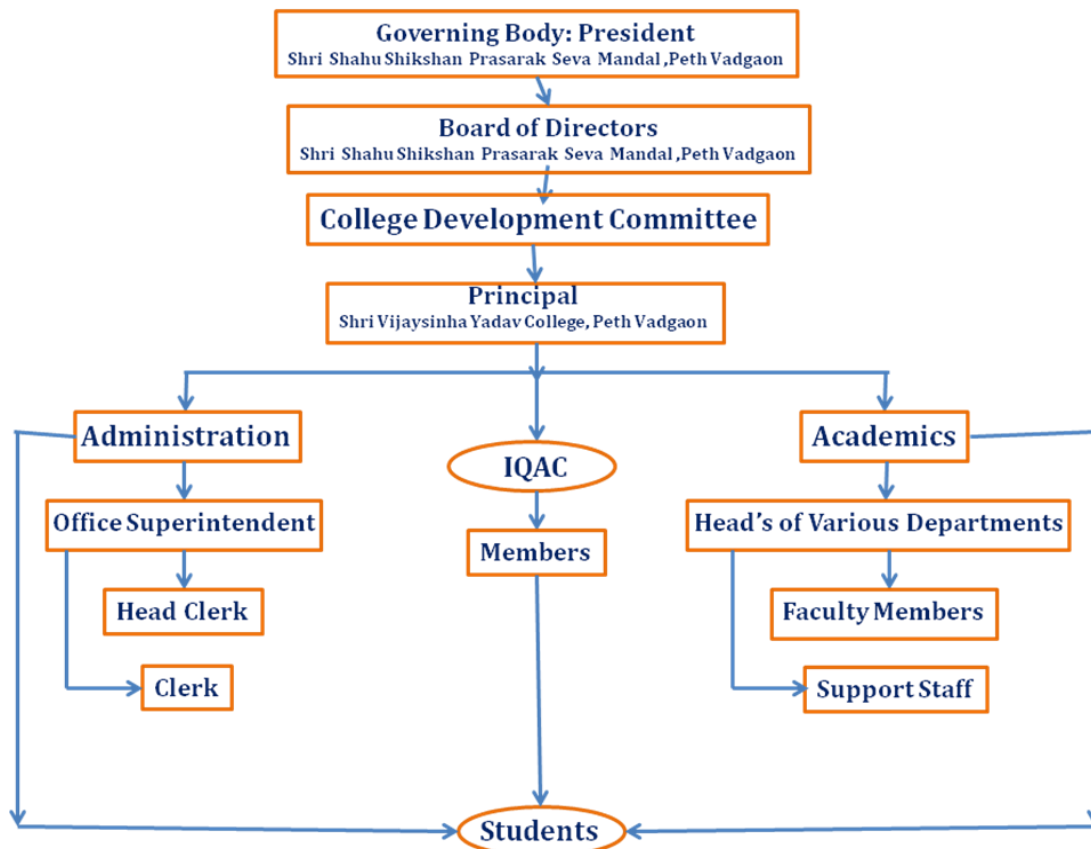 Governing Body: President
Shri Shahu Shikshan Prasarak Seva Mandal ,Peth Vadgaon
Board of Directors
Shri Shahu Shikshan Prasarak Seva Mandal ,Peth Vadgaon
College Development Committee
Principal
Shri Vijaysinha Yadav College, Peth Vadgaon
Administration
IQAC
Academics
Office Superintendent
Members
Head's of Various Departments
Head Clerk
Faculty Members
Clerk
Support Staff
Students